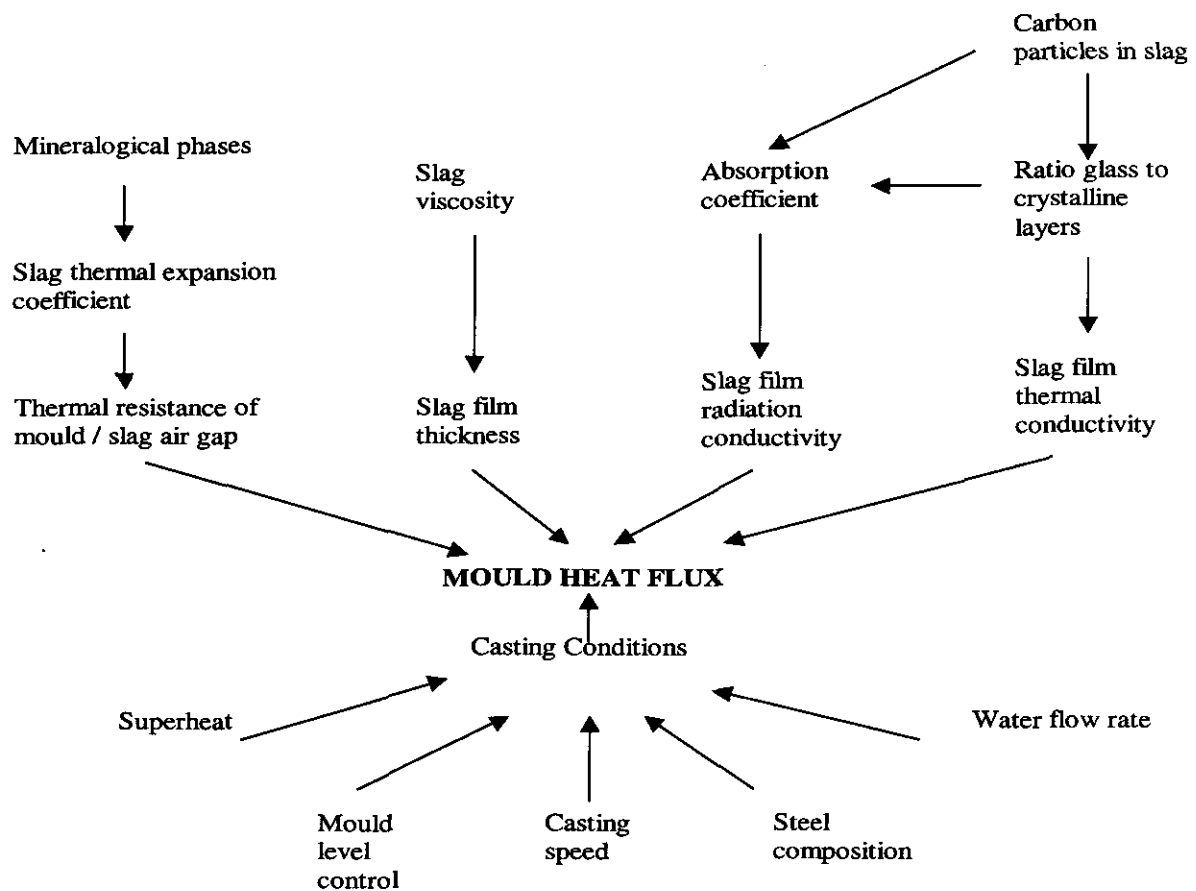 Carbon
particles in slag
Mineralogical phases
Slag
viscosity
Absorption
coefficient
Ratio glass to
crystalline
layers
Slag thermal expansion
coefficient
Thermal resistance of
mould / slag air gap
Slag film
thickness
Slag film
radiation
conductivity
Slag film
thermal
conductivity
MOULD HEAT FLUX
Casting Conditions
Superheat
Water flow rate
Mould
level
control
Casting
speed
Steel
composition